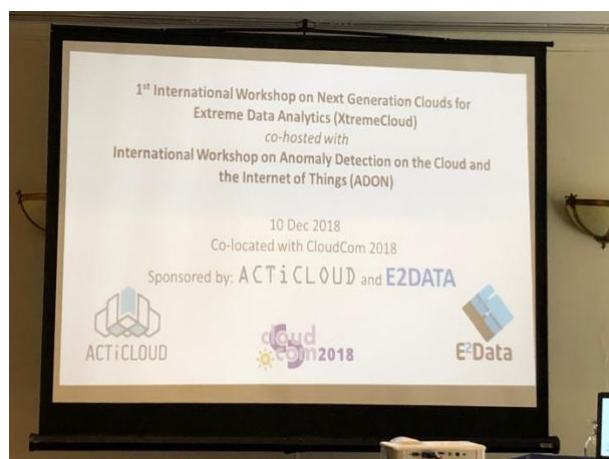 1st International Workshop on Next Generation Clouds for
Extreme Data Analytics (XtremeCloud)
co-hosted with
International Workshop on Anomaly Detection on the Cloud and
the Internet of Things (ADON)
10 Dec 2018
Co-located with CloudCom 2018
Sponsored by: ACTiCLOUD and E2DATA
ACTiCLOUD
cloud
com2018
E²Data